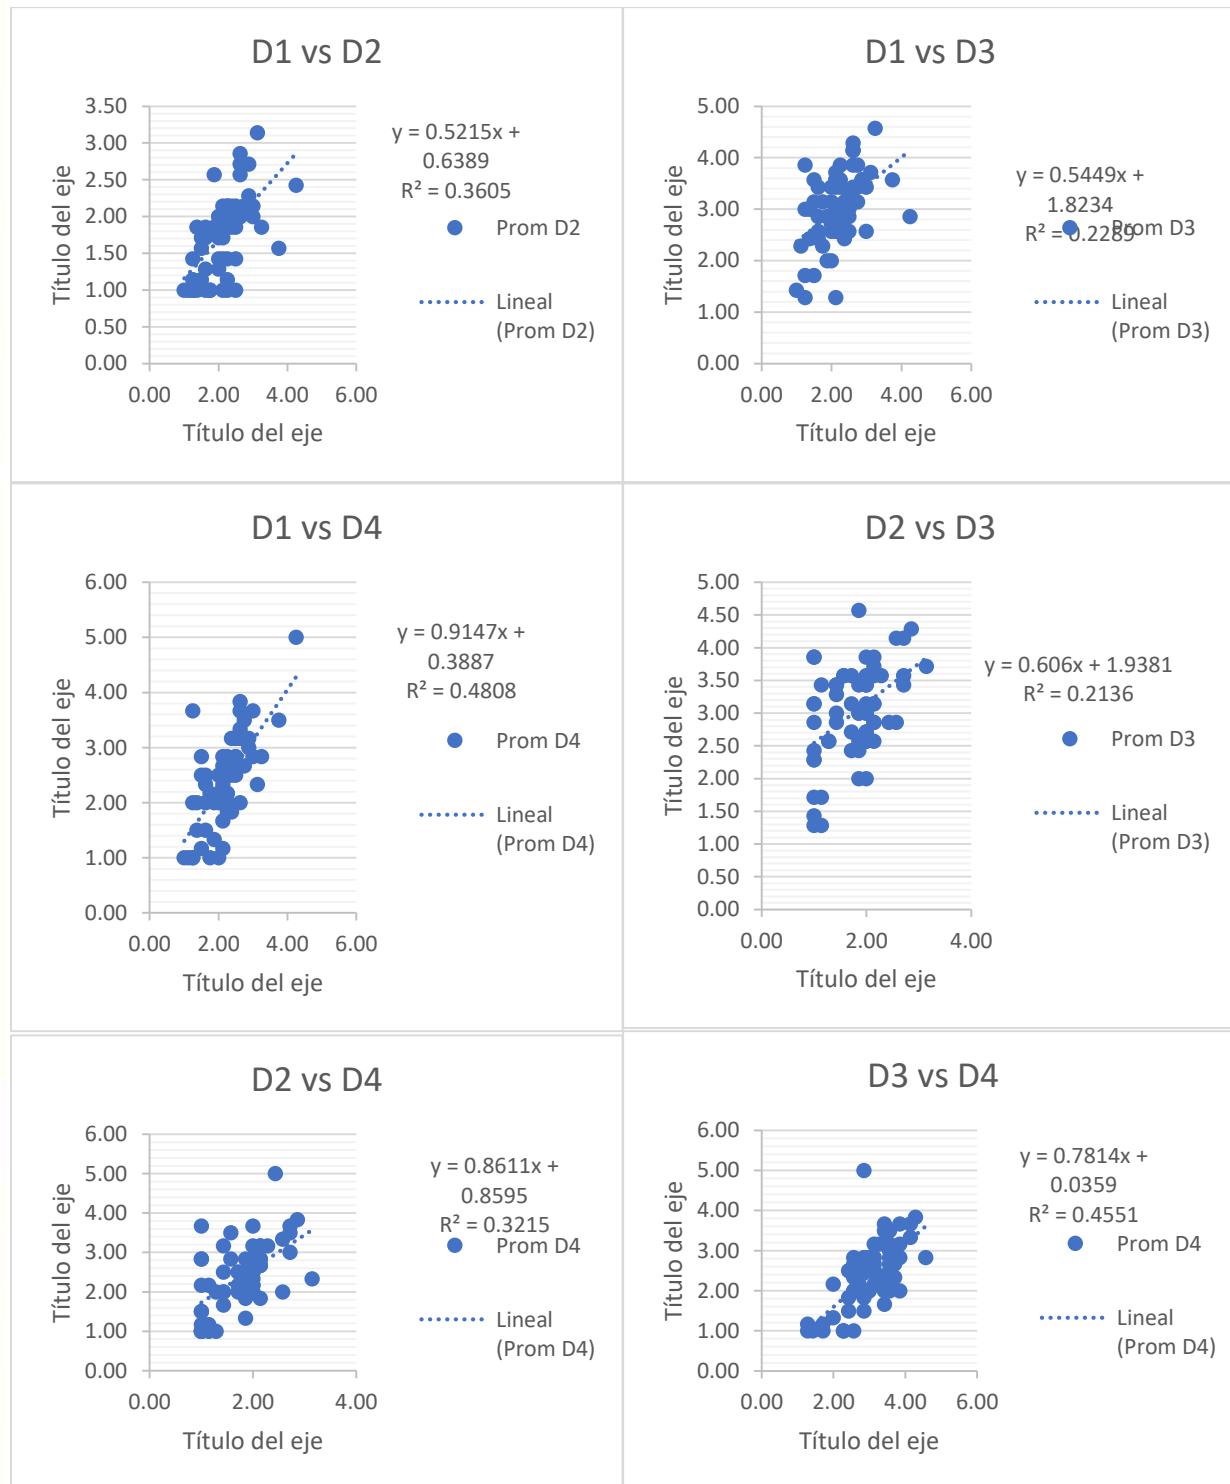 D1 vs D2
3.50
3.00
2.50
2.00
1.50
1.00
0.50
0.00
0.00 2.00 4.00 6.00
Título del eje
Título del eje
y = 0.5215x +
0.6389
R² = 0.3605
Prom D2
Lineal
(Prom D2)
D1 vs D3
5.00
4.00
3.00
2.00
1.00
0.00
0.00 2.00 4.00 6.00
Título del eje
Título del eje
y = 0.5449x +
1.8234
R² = 0.2289
Prom D3
Lineal
(Prom D3)
D1 vs D4
6.00
5.00
4.00
3.00
2.00
1.00
0.00
0.00 2.00 4.00 6.00
Título del eje
Título del eje
y = 0.9147x +
0.3887
R² = 0.4808
Prom D4
Lineal
(Prom D4)
D2 vs D3
5.00
4.50
4.00
3.50
3.00
2.50
2.00
1.50
1.00
0.50
0.00
0.00 2.00 4.00
Título del eje
Título del eje
y = 0.606x + 1.9381
R² = 0.2136
Prom D3
Lineal
(Prom D3)
D2 vs D4
6.00
5.00
4.00
3.00
2.00
1.00
0.00
0.00 2.00 4.00
Título del eje
Título del eje
y = 0.8611x +
0.8595
R² = 0.3215
Prom D4
Lineal
(Prom D4)
D3 vs D4
6.00
5.00
4.00
3.00
2.00
1.00
0.00
0.00 2.00 4.00 6.00
Título del eje
Título del eje
y = 0.7814x +
0.0359
R² = 0.4551
Prom D4
Lineal
(Prom D4)